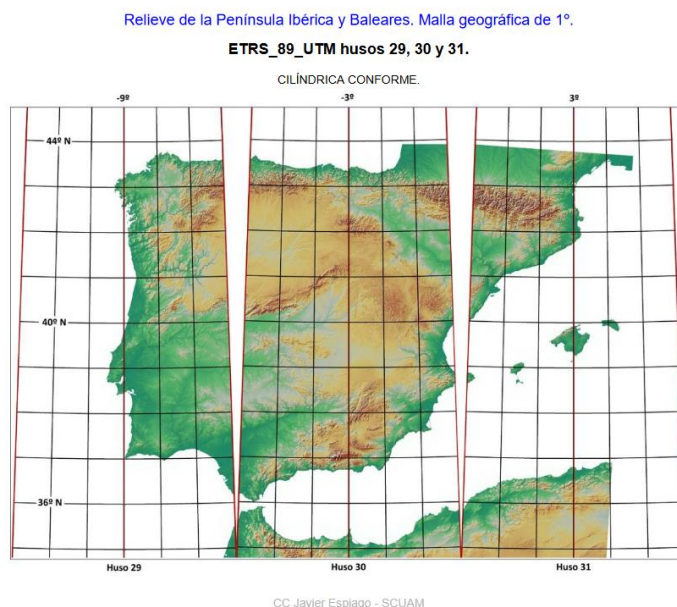 Relieve de la Península Ibérica y Baleares. Malla geográfica de 1º.
ETRS_89_UTM husos 29, 30 y 31.
CILÍNDRICA CONFORME.
-9º -3º 3º
44º N
40º N
36º N
Huso 29 Huso 30 Huso 31
CC Javier Espiago - SCUAM